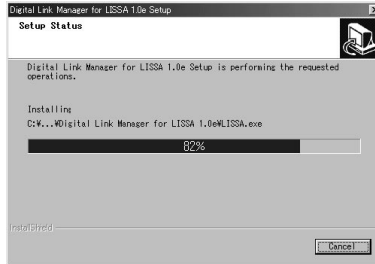 Digital Link Manager for LISSA 1.0e Setup
Setup Status
Digital Link Manager for LISSA 1.0e Setup is performing the requested
operations.
Installing
C:¥...¥Digital Link Manager for LISSA 1.0e¥LISSA.exe
82%
InstallShield
Cancel